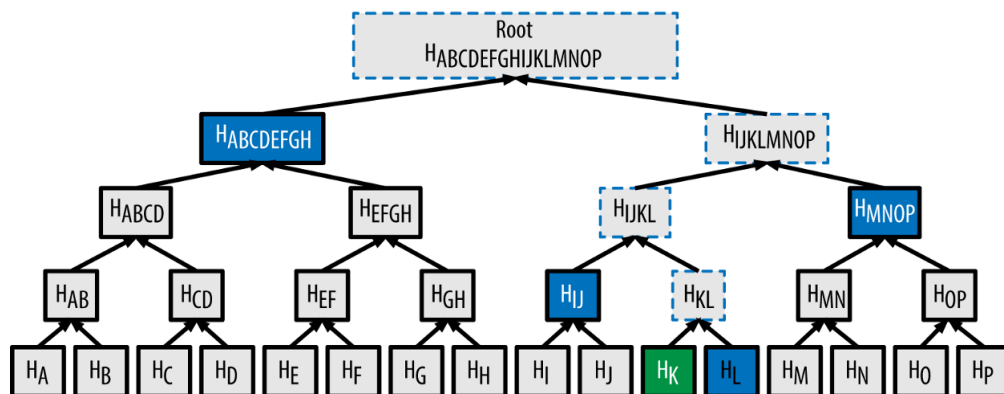 Root
HABCDEFGHIJKLMNOP
HABCDEFGH HIJKLMNOP
HABCD HEFGH HIJKL HMNOP
HAB HCD HEF HGH HIJ HKL HMN HOP
HA HB HC HD HE HF HG HH HI HJ HK HL HM HN HO HP